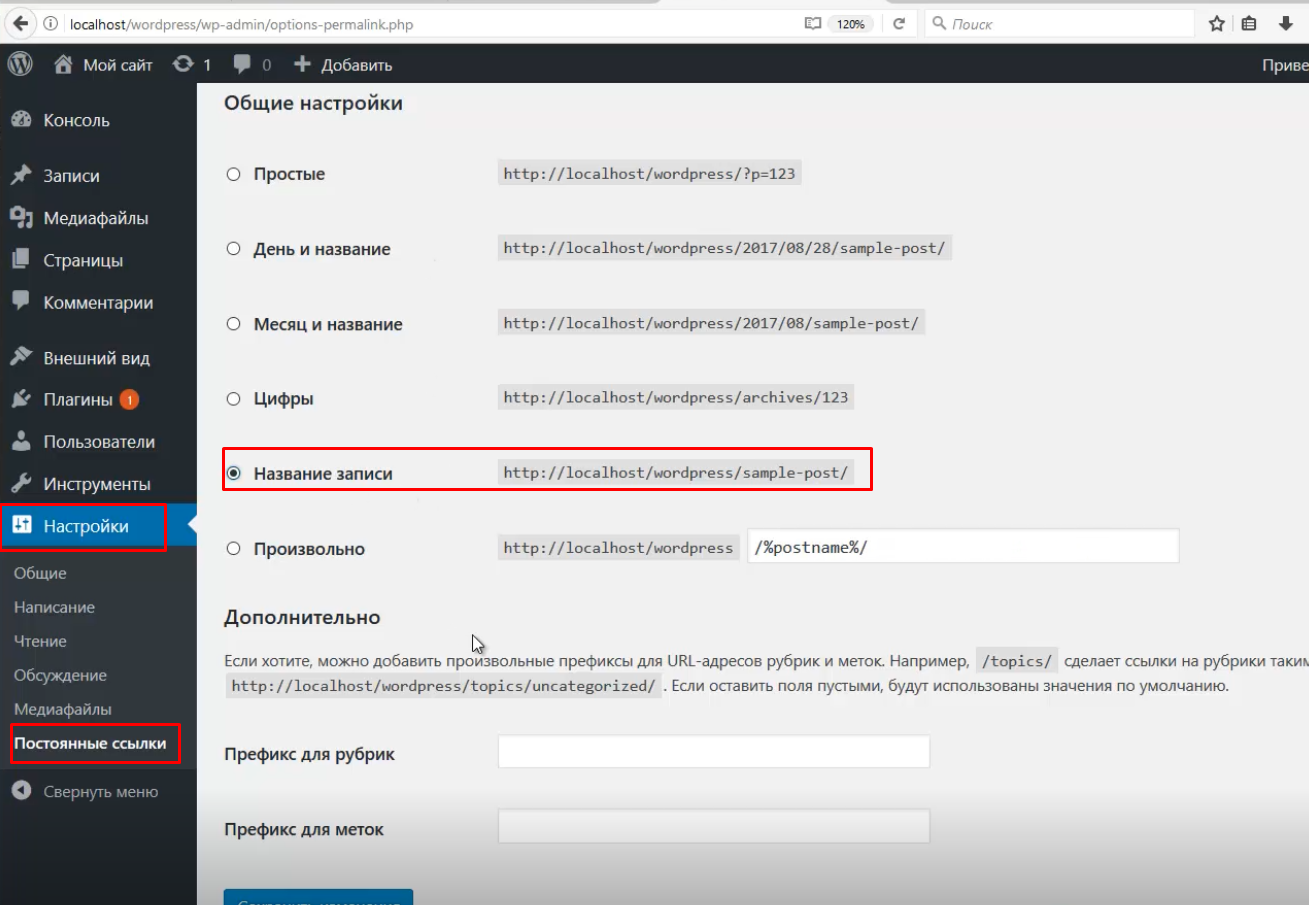 localhost/wordpress/wp-admin/options-permalink.php
120%
Поиск
Мой сайт
1
0
Добавить
Приве
Консоль
Записи
Медиафайлы
Страницы
Комментарии
Внешний вид
Плагины 1
Пользователи
Инструменты
Настройки
Общие
Написание
Чтение
Обсуждение
Медиафайлы
Постоянные ссылки
Свернуть меню
Общие настройки
Простые http://localhost/wordpress/?p=123
День и название http://localhost/wordpress/2017/08/28/sample-post/
Месяц и название http://localhost/wordpress/2017/08/sample-post/
Цифры http://localhost/wordpress/archives/123
Название записи http://localhost/wordpress/sample-post/
Произвольно http://localhost/wordpress /%postname%/
Дополнительно
Если хотите, можно добавить произвольные префиксы для URL-адресов рубрик и меток. Например, /topics/ сделает ссылки на рубрики таким
http://localhost/wordpress/topics/uncategorized/ . Если оставить поля пустыми, будут использованы значения по умолчанию.
Префикс для рубрик
Префикс для меток
Сохранить изменения